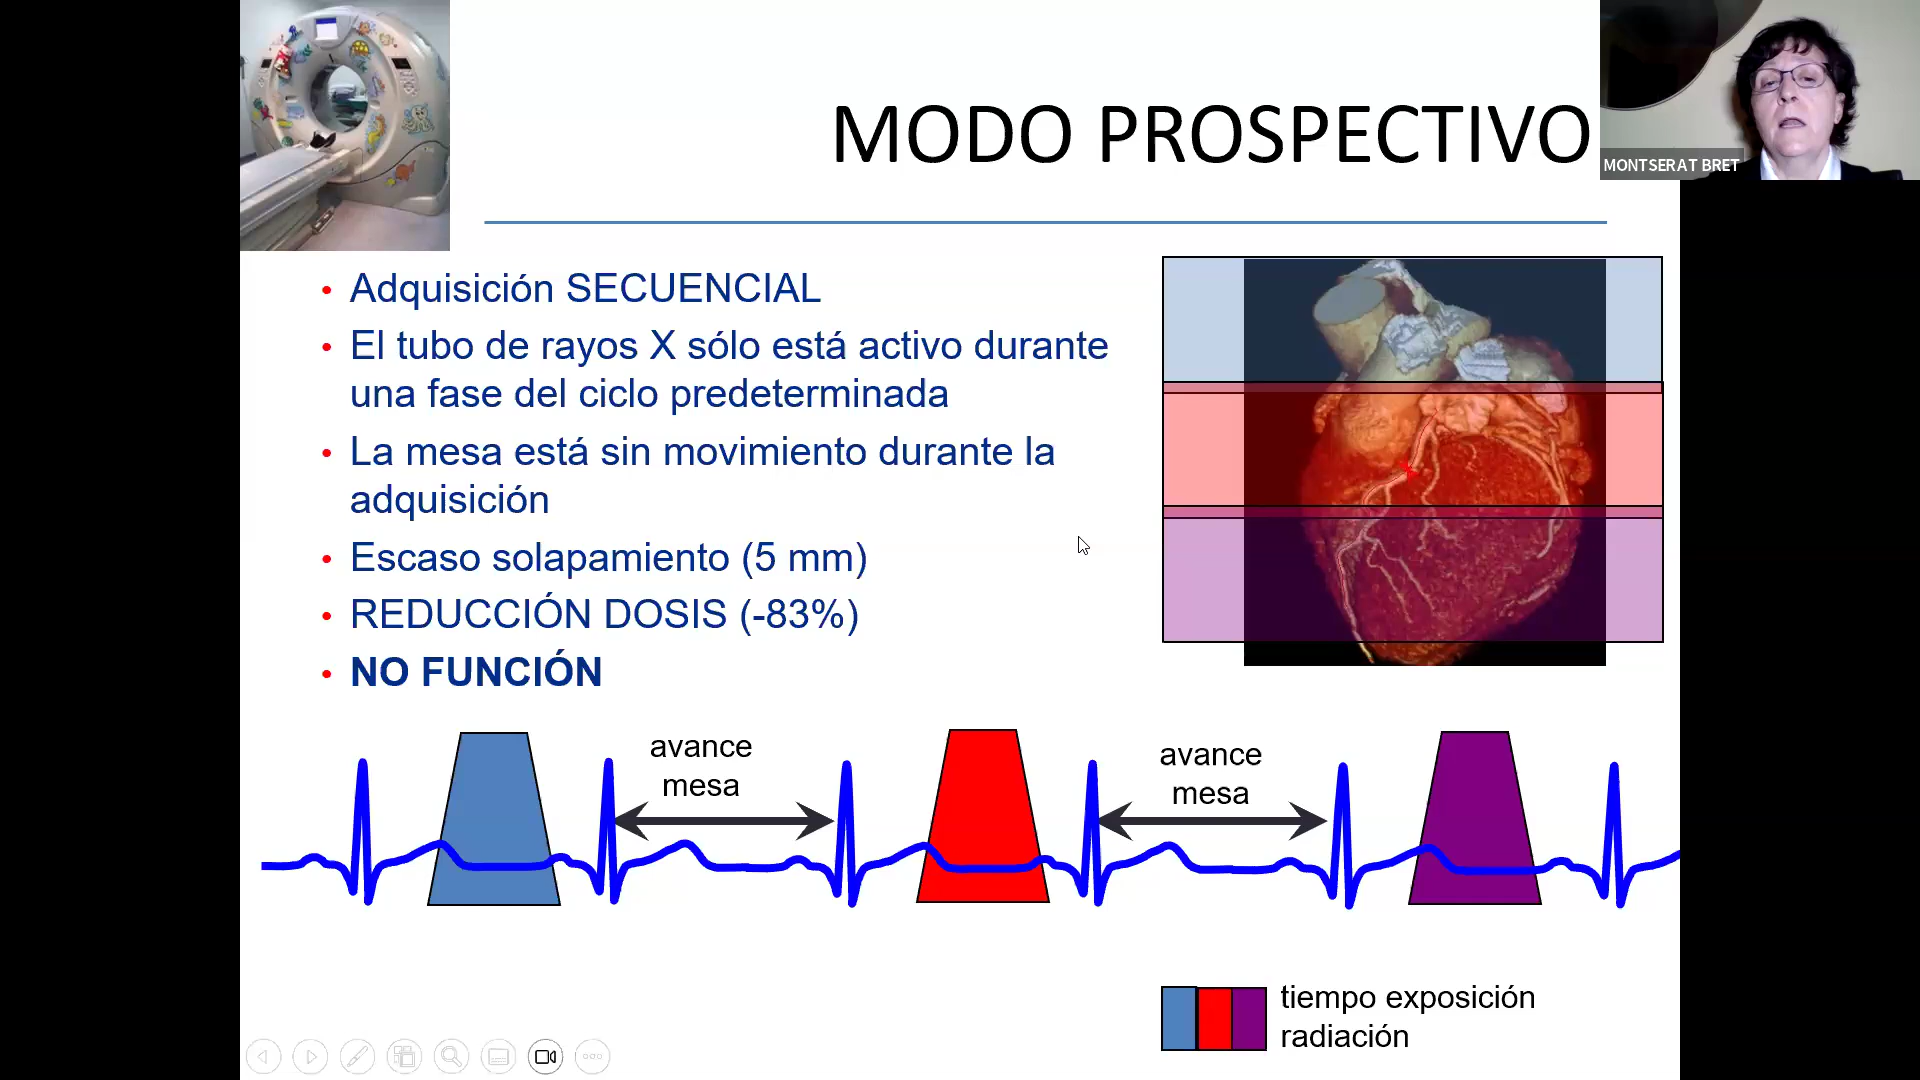 MODO PROSPECTIVO
MONTSERAT BRET
• Adquisición SECUENCIAL
• El tubo de rayos X sólo está activo durante
una fase del ciclo predeterminada
• La mesa está sin movimiento durante la
adquisición
• Escaso solapamiento (5 mm)
• REDUCCIÓN DOSIS (-83%)
• NO FUNCIÓN
avance
mesa
avance
mesa
tiempo exposición
radiación